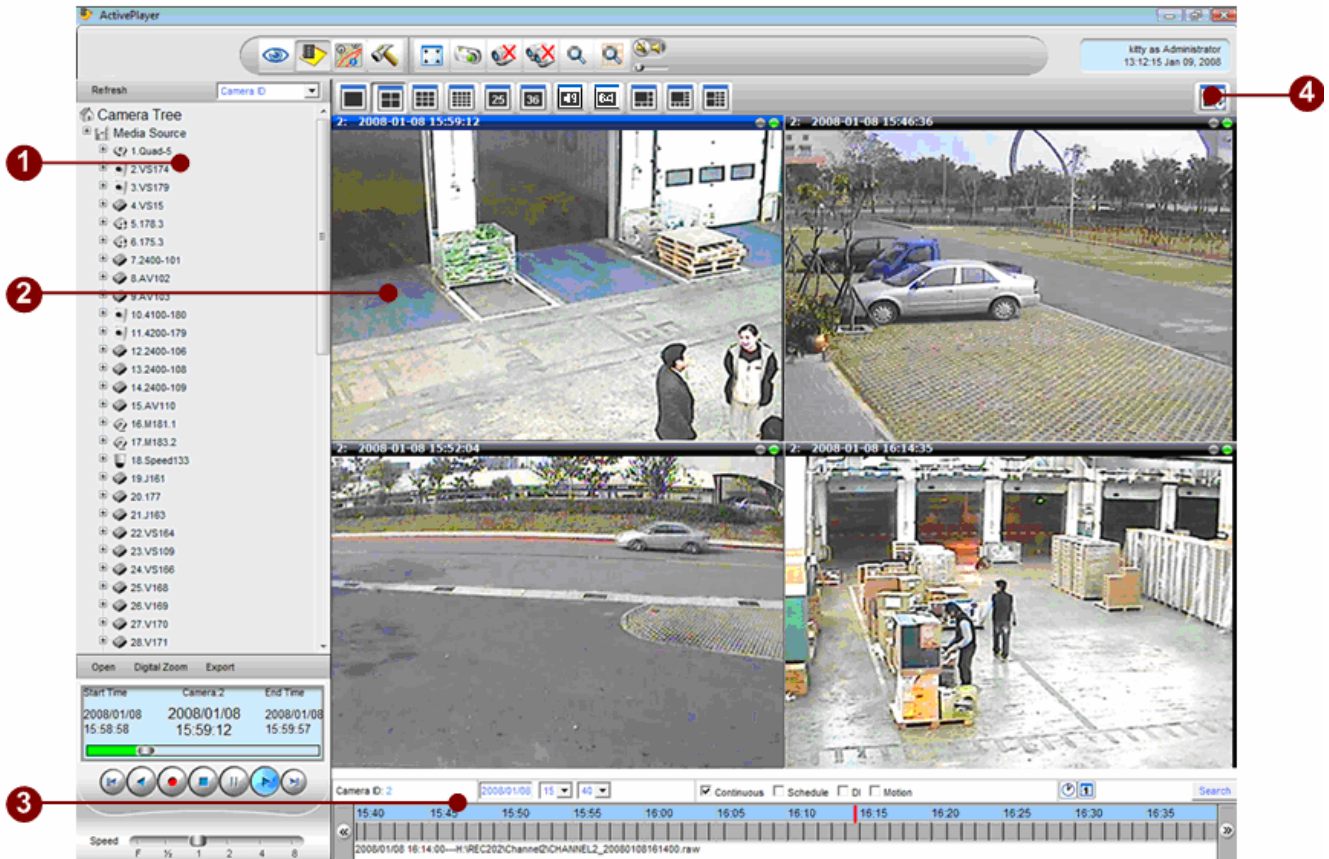 ActivePlayer
kitty as Administrator
13:12:15 Jan 09, 2008
Refresh
Camera ID
25
36
49
64
4
Camera Tree
Media Source
1
1.Quad-5
2.VS174
3.VS179
4.VS15
5.178.3
6.175.3
7.2400-101
8.AV102
2
9.AV103
10.4100-180
11.4200-179
12.2400-106
13.2400-108
14.2400-109
15.AV110
16.M181.1
17.M183.2
18.Speed133
19.J161
20.177
21.J163
22.VS164
23.VS109
24.VS166
25.V168
26.V169
27.V170
28.V171
2: 2008-01-08 15:59:12
2: 2008-01-08 15:46:36
2: 2008-01-08 15:52:04
2: 2008-01-08 16:14:35
Open Digital Zoom Export
Start Time Camera:2 End Time
2008/01/08 2008/01/08 2008/01/08
15:58:58 15:59:12 15:59:57
3
Speed
F ½ 1 2 4 8
Camera ID: 2 2008/01/08 15 40 Continuous Schedule DI Motion 1 Search
15:40 15:45 15:50 15:55 16:00 16:05 16:10 16:15 16:20 16:25 16:30 16:35
2008/01/08 16:14:00---H:\REC202\Channel2\CHANNEL2_20080108161400.raw